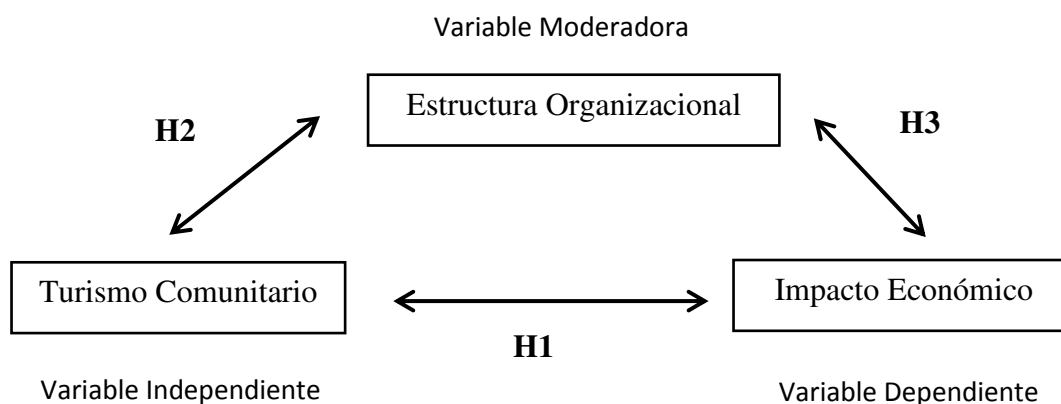 Variable Moderadora
Estructura Organizacional
H2
H3
Turismo Comunitario
Impacto Económico
H1
Variable Independiente
Variable Dependiente